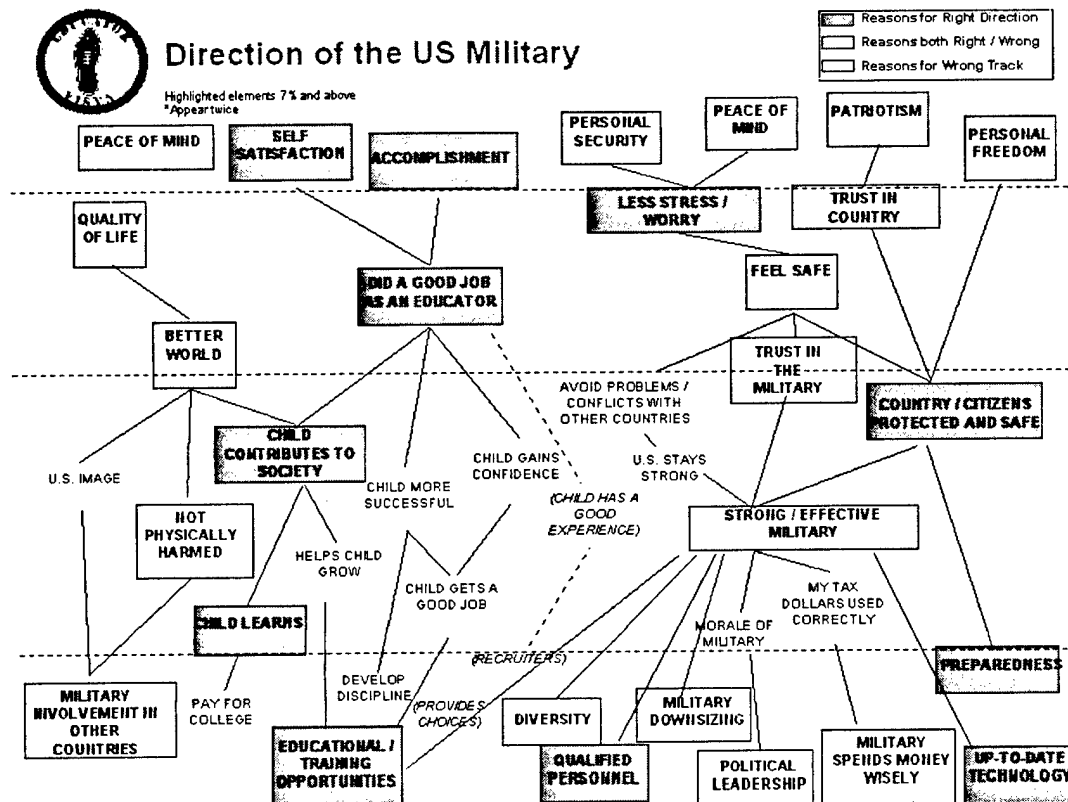 EDUCATOR
VISTA
Direction of the US Military
Highlighted elements 7% and above
*Appear twice
Reasons for Right Direction
Reasons both Right / Wrong
Reasons for Wrong Track
PEACE OF MIND
SELF
SATISFACTION
ACCOMPLISHMENT
PERSONAL
SECURITY
PEACE OF
MIND
PATRIOTISM
PERSONAL
FREEDOM
QUALITY
OF LIFE
LESS STRESS /
WORRY
TRUST IN
COUNTRY
DID A GOOD JOB
AS AN EDUCATOR
FEEL SAFE
BETTER
WORLD
TRUST IN
THE
MILITARY
AVOID PROBLEMS /
CONFLICTS WITH
OTHER COUNTRIES
COUNTRY / CITIZENS
PROTECTED AND SAFE
CHILD
CONTRIBUTES TO
SOCIETY
U.S. IMAGE
CHILD MORE
SUCCESSFUL
CHILD GAINS
CONFIDENCE
U.S. STAYS
STRONG
(CHILD HAS A
GOOD
EXPERIENCE)
NOT
PHYSICALLY
HARMED
STRONG / EFFECTIVE
MILITARY
HELPS CHILD
GROW
CHILD GETS A
GOOD JOB
MY TAX
DOLLARS USED
CORRECTLY
CHILD LEARNS
MORALE OF
MILITARY
(RECRUITERS)
PREPAREDNESS
MILITARY
INVOLVEMENT IN
OTHER
COUNTRIES
PAY FOR
COLLEGE
DEVELOP
DISCIPLINE
(PROVIDES
CHOICES)
DIVERSITY
MILITARY
DOWNSIZING
EDUCATIONAL /
TRAINING
OPPORTUNITIES
QUALIFIED
PERSONNEL
POLITICAL
LEADERSHIP
MILITARY
SPENDS MONEY
WISELY
UP-TO-DATE
TECHNOLOGY